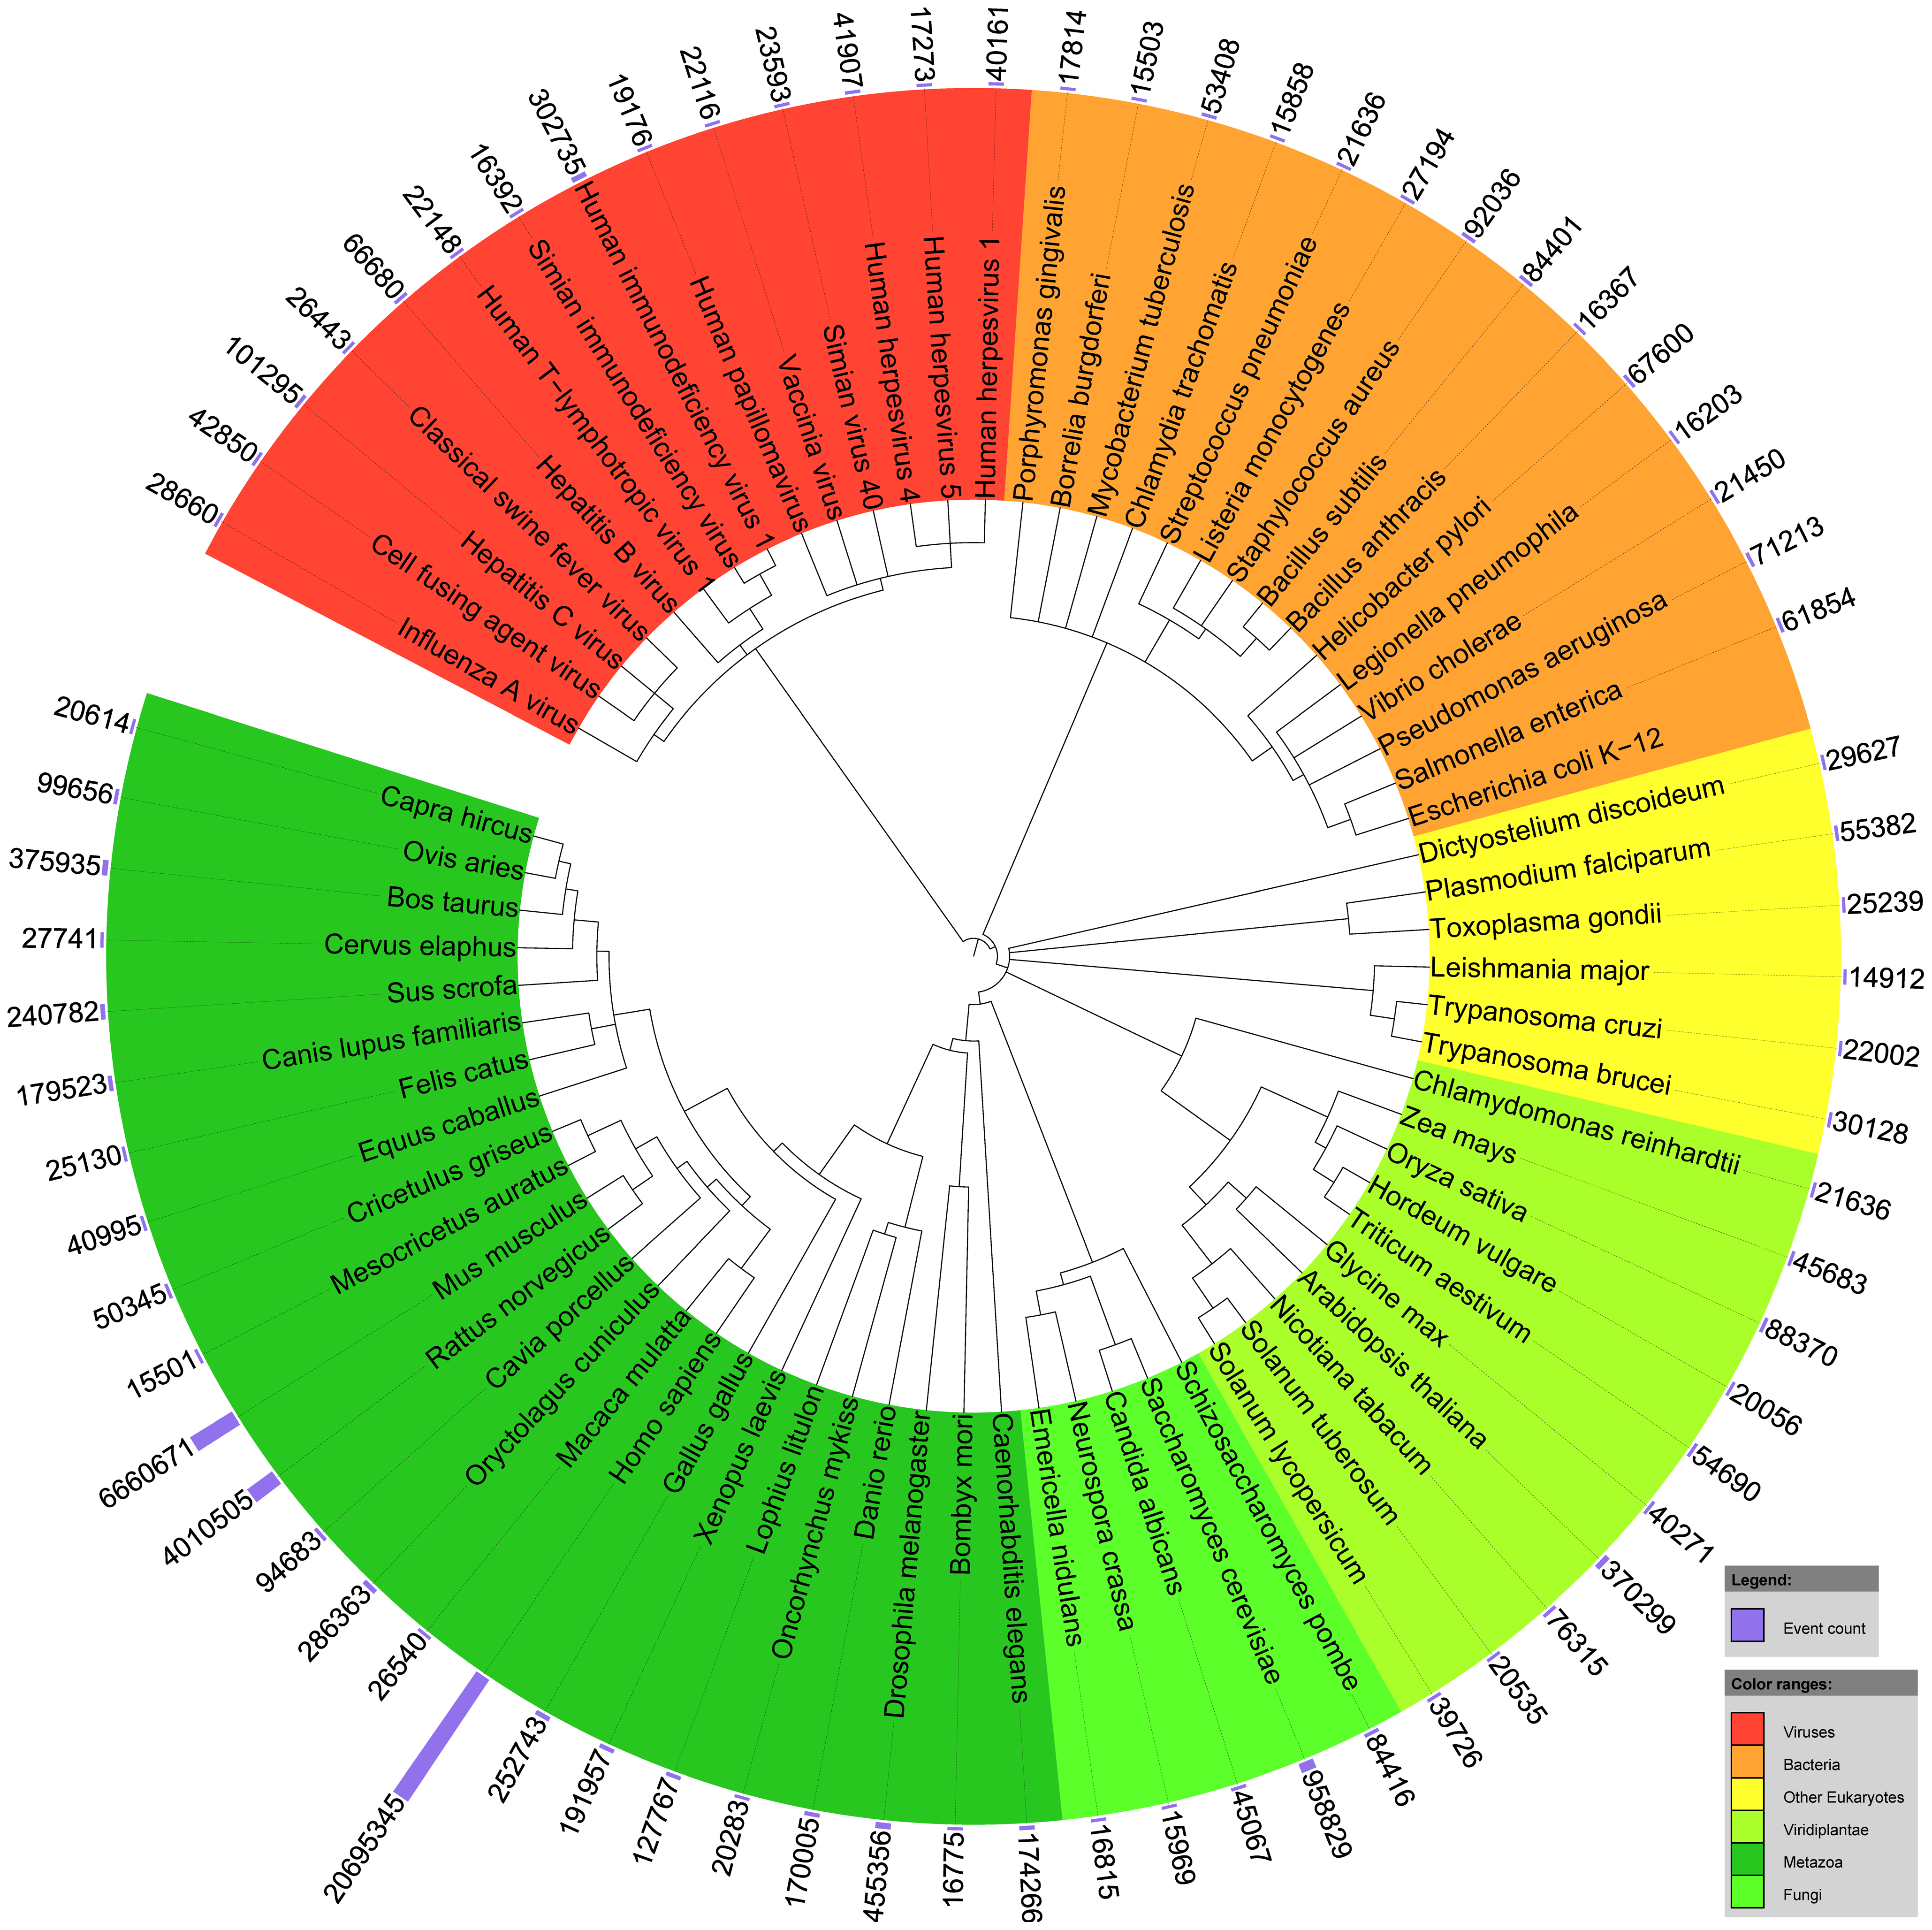 28660
Influenza A virus
42850
Cell fusing agent virus
101295
Hepatitis C virus
26443
Classical swine fever virus
66680
Hepatitis B virus
22148
Human T-lymphotropic virus 1
16392
Simian immunodeficiency virus
302735
Human immunodeficiency virus 1
19176
Human papillomavirus
22116
Vaccinia virus
23593
Simian virus 40
41907
Human herpesvirus 4
17273
Human herpesvirus 5
40161
Human herpesvirus 1
17814
Porphyromonas gingivalis
15503
Borrelia burgdorferi
53408
Mycobacterium tuberculosis
15858
Chlamydia trachomatis
21636
Streptococcus pneumoniae
27194
Listeria monocytogenes
92036
Staphylococcus aureus
84401
Bacillus subtilis
16367
Bacillus anthracis
67600
Helicobacter pylori
16203
Legionella pneumophila
21450
Vibrio cholerae
71213
Pseudomonas aeruginosa
61854
Salmonella enterica
Escherichia coli K-12
29627
Dictyostelium discoideum
55382
Plasmodium falciparum
25239
Toxoplasma gondii
14912
Leishmania major
22002
Trypanosoma cruzi
30128
Trypanosoma brucei
21636
Chlamydomonas reinhardtii
45683
Zea mays
88370
Oryza sativa
20056
Hordeum vulgare
54690
Triticum aestivum
40271
Glycine max
370299
Arabidopsis thaliana
76315
Nicotiana tabacum
20535
Solanum tuberosum
39726
Solanum lycopersicum
84416
Schizosaccharomyces pombe
958829
Saccharomyces cerevisiae
45067
Candida albicans
15969
Neurospora crassa
16815
Emericella nidulans
174266
Caenorhabditis elegans
16775
Bombyx mori
455356
Drosophila melanogaster
170005
Danio rerio
20283
Oncorhynchus mykiss
127767
Lophius litulon
191957
Xenopus laevis
252743
Gallus gallus
20695345
Homo sapiens
26540
Macaca mulatta
286363
Oryctolagus cuniculus
94683
Cavia porcellus
4010505
Rattus norvegicus
6660671
Mus musculus
15501
Mesocricetus auratus
50345
Cricetulus griseus
40995
Equus caballus
25130
Felis catus
179523
Canis lupus familiaris
240782
Sus scrofa
27741
Cervus elaphus
375935
Bos taurus
99656
Ovis aries
20614
Capra hircus
Legend:
Event count
Color ranges:
Viruses
Bacteria
Other Eukaryotes
Viridiplantae
Metazoa
Fungi